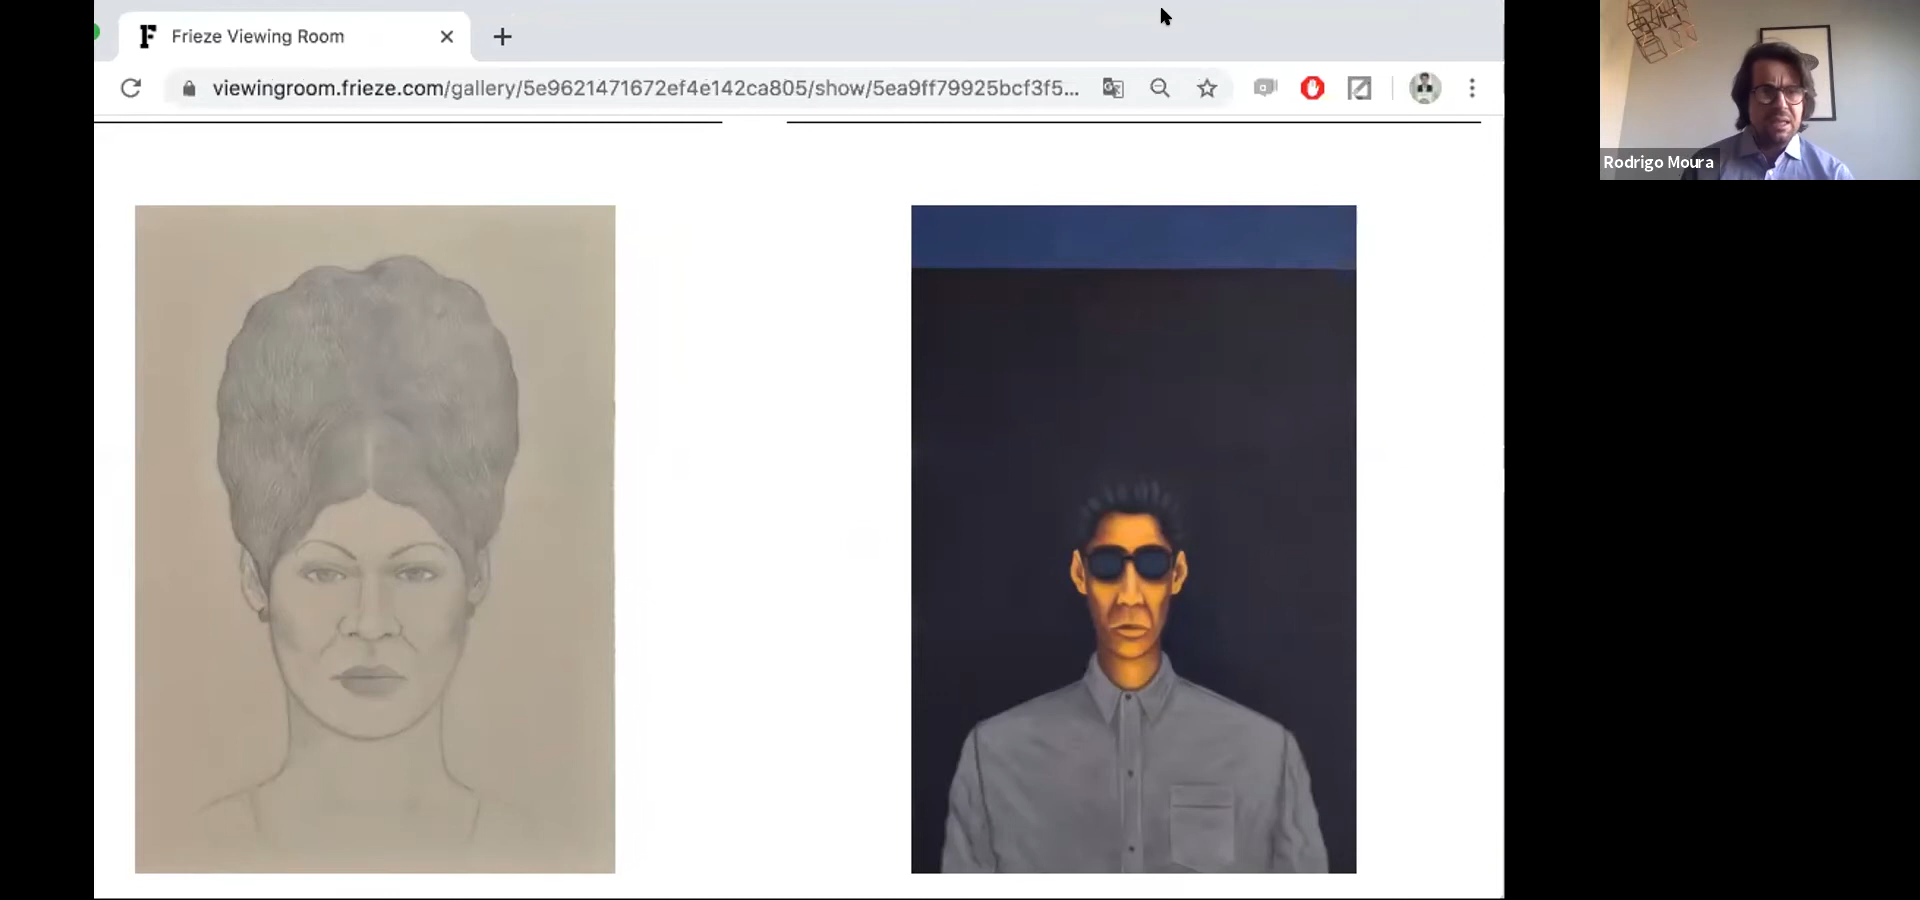 Frieze Viewing Room
viewingroom.frieze.com/gallery/5e9621471672ef4e142ca805/show/5ea9ff79925bcf3f5...
Rodrigo Moura